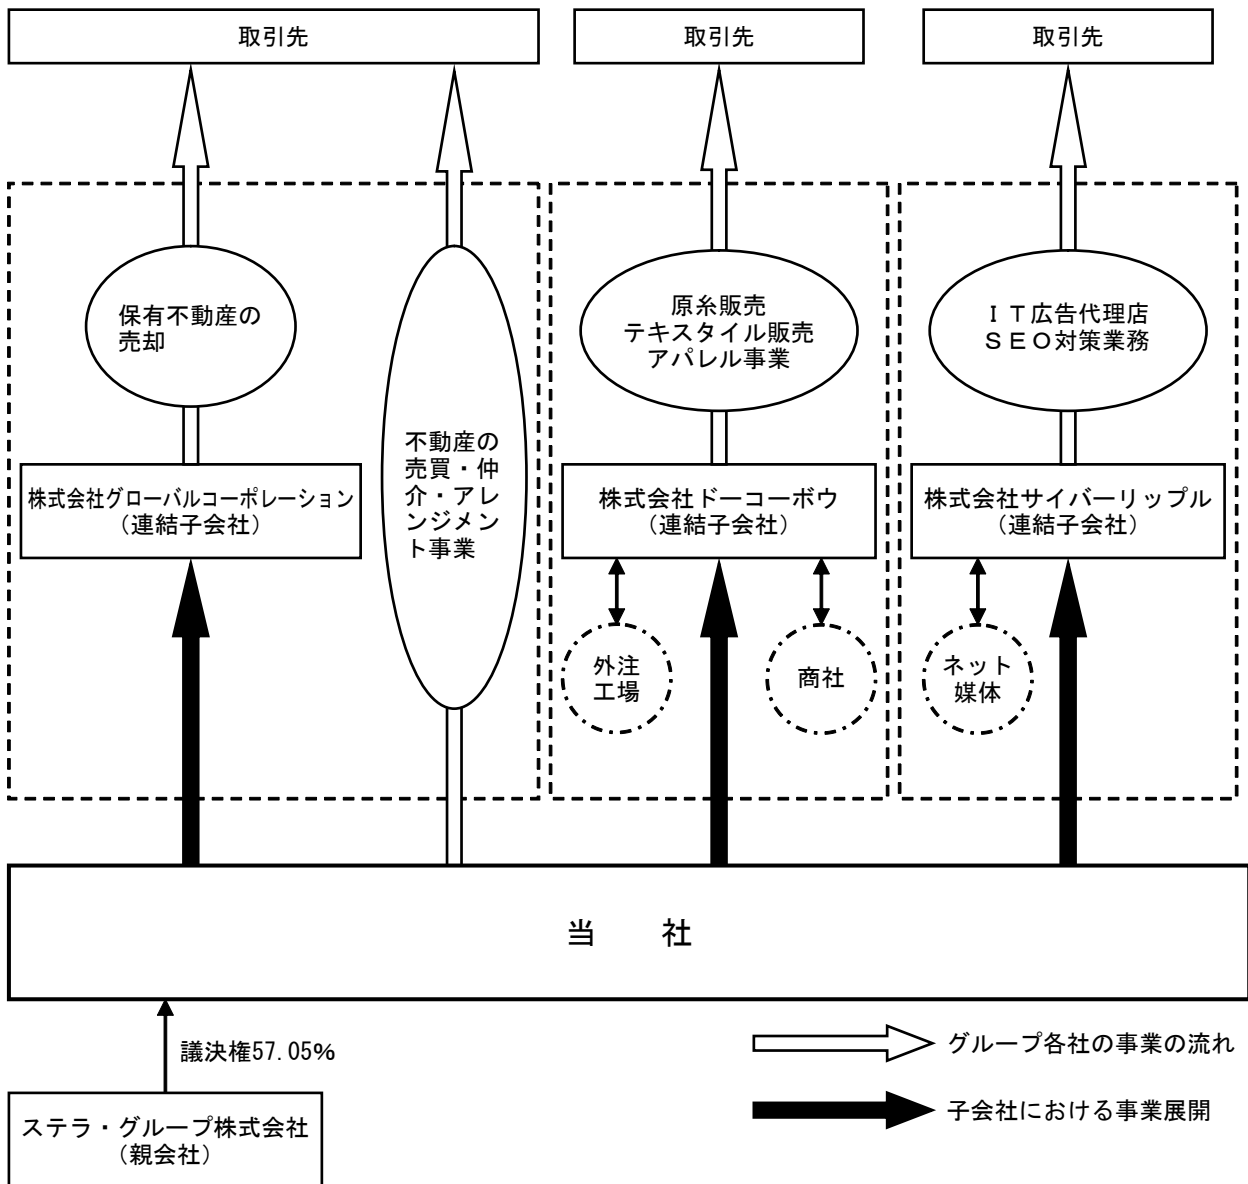 取引先
取引先
取引先
保有不動産の
売却
原糸販売
テキスタイル販売
アパレル事業
ＩＴ広告代理店
ＳＥＯ対策業務
不動産の
売買・仲
介・アレ
ンジメン
ト事業
株式会社グローバルコーポレーション
（連結子会社）
株式会社ドーコーボウ
（連結子会社）
株式会社サイバーリップル
（連結子会社）
外注
工場
商社
ネット
媒体
当　社
議決権57.05%
ステラ・グループ株式会社
（親会社）
グループ各社の事業の流れ
子会社における事業展開